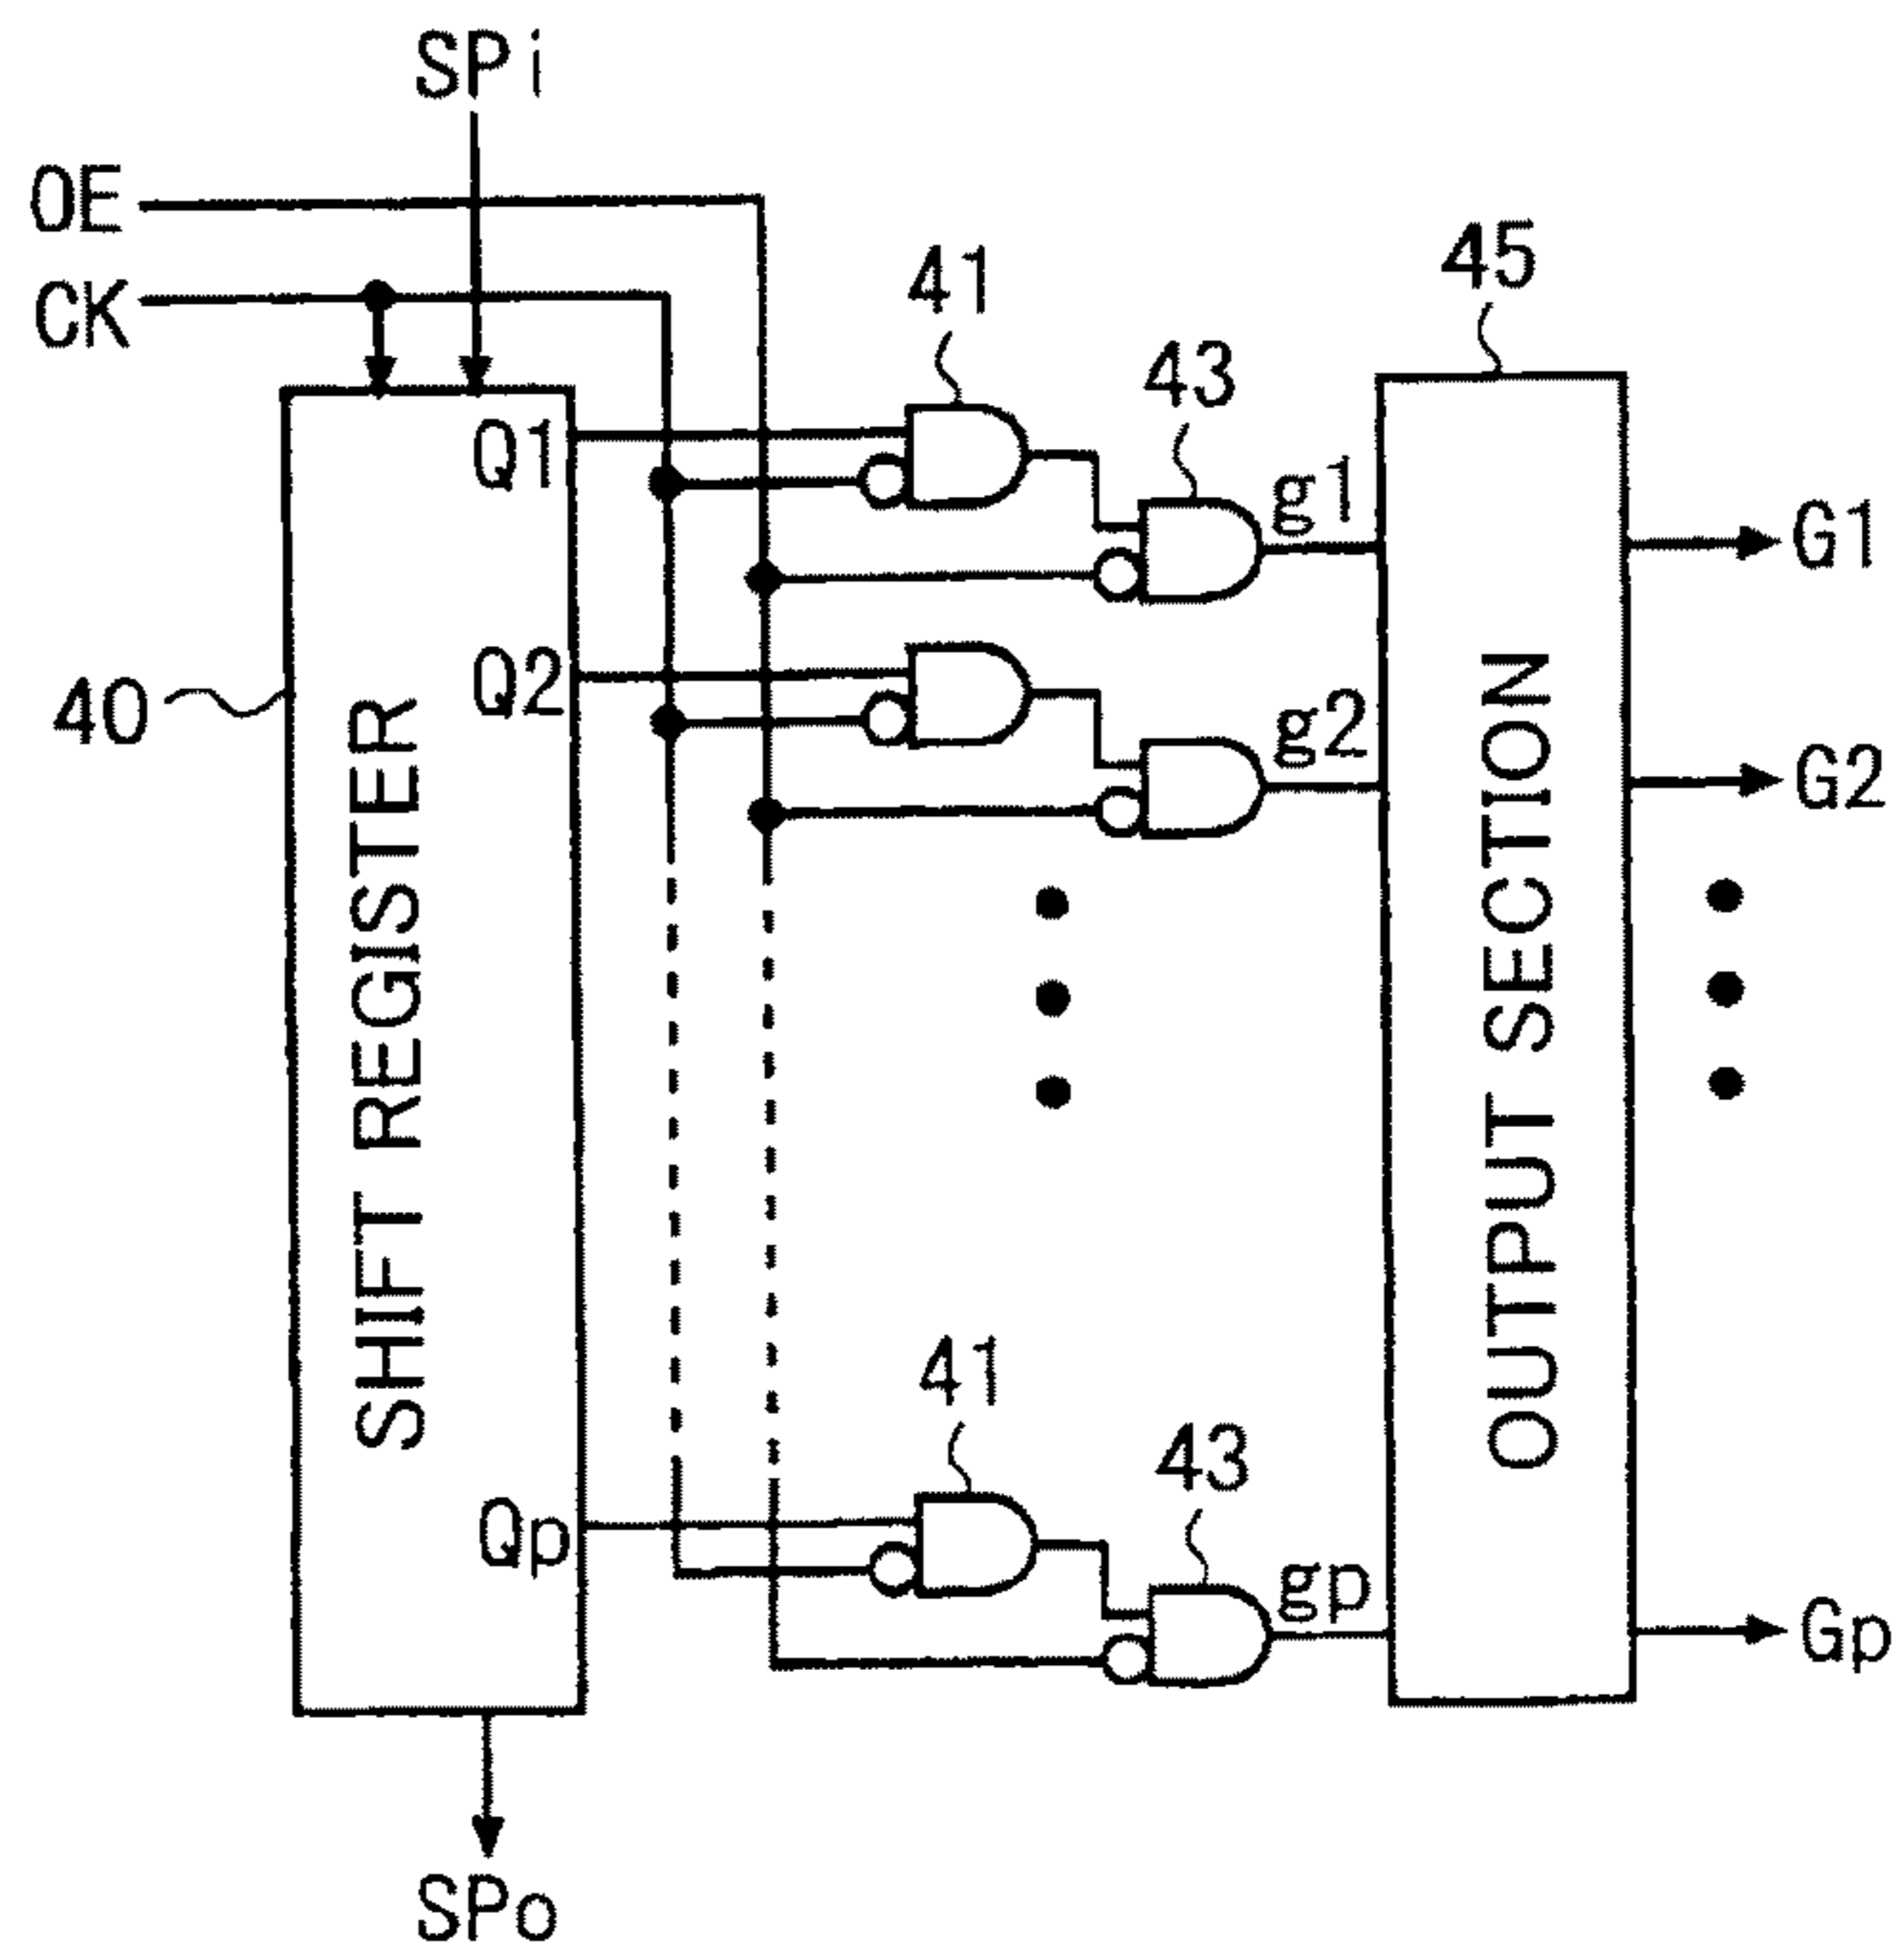 SPi
OE
CK
41
45
43
Q1
g1
G1
40
Q2
g2
G2
SHIFT REGISTER
OUTPUT SECTION
41
43
Qp
gp
Gp
SPo